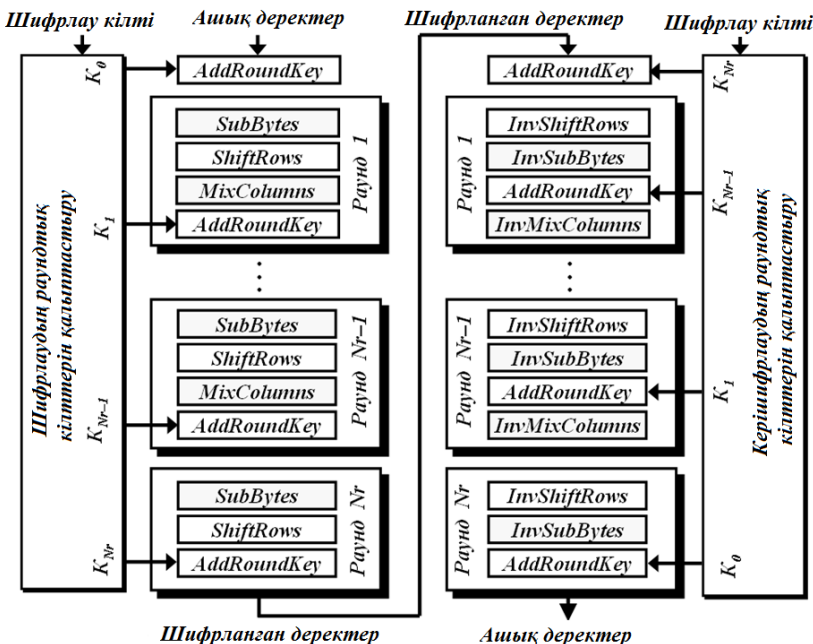 Шифрлау кілті
Ашық деректер
Шифрланған деректер
Шифрлау кілті
Шифрлаудың раундтық
кілттерін қалыптастыру
K0
AddRoundKey
SubBytes
ShiftRows
MixColumns
AddRoundKey
Раунд 1
K1
SubBytes
ShiftRows
MixColumns
AddRoundKey
Раунд Nr–1
KNr–1
SubBytes
ShiftRows
AddRoundKey
Раунд Nr
KNr
Шифрланған деректер
AddRoundKey
KNr
InvShiftRows
InvSubBytes
AddRoundKey
InvMixColumns
Раунд 1
KNr–1
InvShiftRows
InvSubBytes
AddRoundKey
InvMixColumns
Раунд Nr–1
K1
InvShiftRows
InvSubBytes
AddRoundKey
Раунд Nr
K0
Керішифрлаудың раундтық
кілттерін қалыптастыру
Ашық деректер